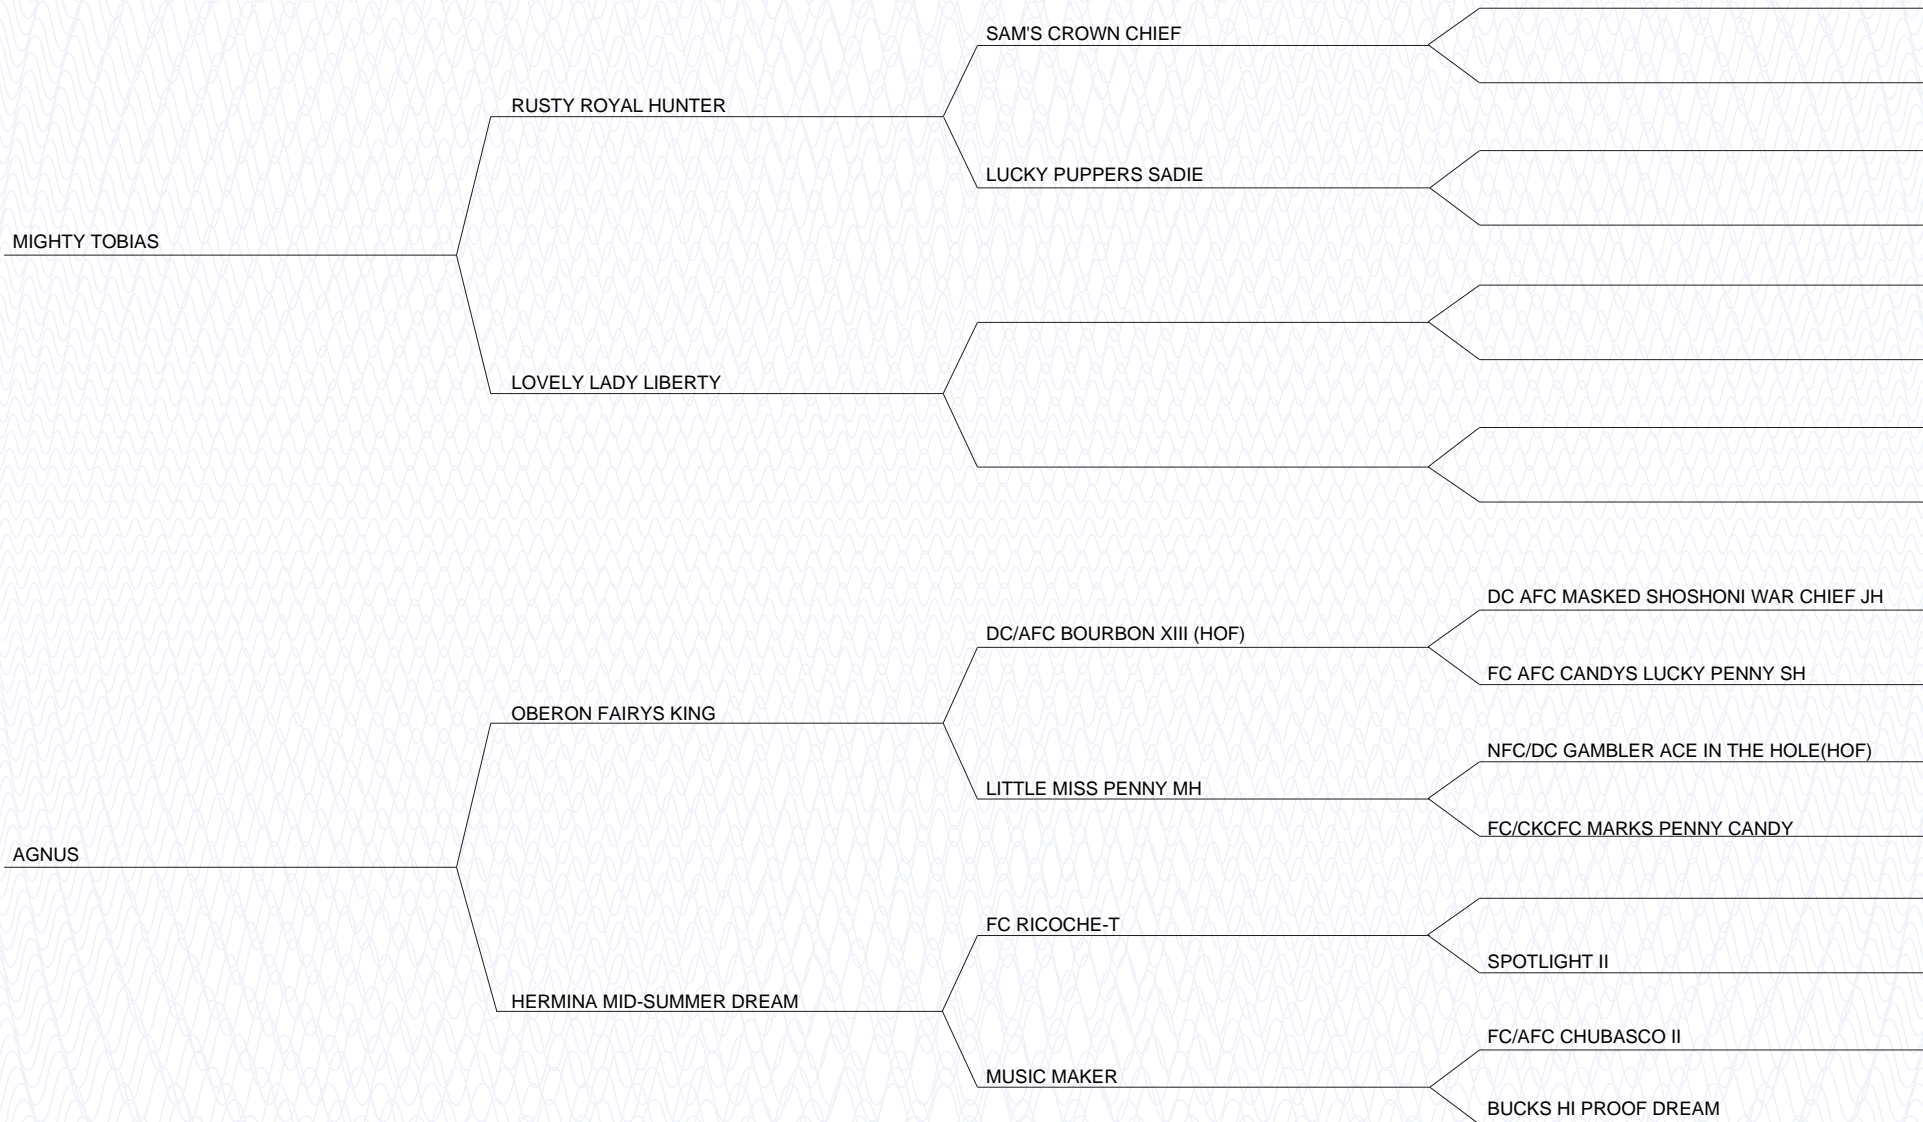 SAM'S CROWN CHIEF
RUSTY ROYAL HUNTER
LUCKY PUPPERS SADIE
MIGHTY TOBIAS
LOVELY LADY LIBERTY
DC AFC MASKED SHOSHONI WAR CHIEF JH
DC/AFC BOURBON XIII (HOF)
FC AFC CANDYS LUCKY PENNY SH
OBERON FAIRYS KING
NFC/DC GAMBLER ACE IN THE HOLE(HOF)
LITTLE MISS PENNY MH
FC/CKCFC MARKS PENNY CANDY
AGNUS
FC RICOCHE-T
SPOTLIGHT II
HERMINA MID-SUMMER DREAM
FC/AFC CHUBASCO II
MUSIC MAKER
BUCKS HI PROOF DREAM